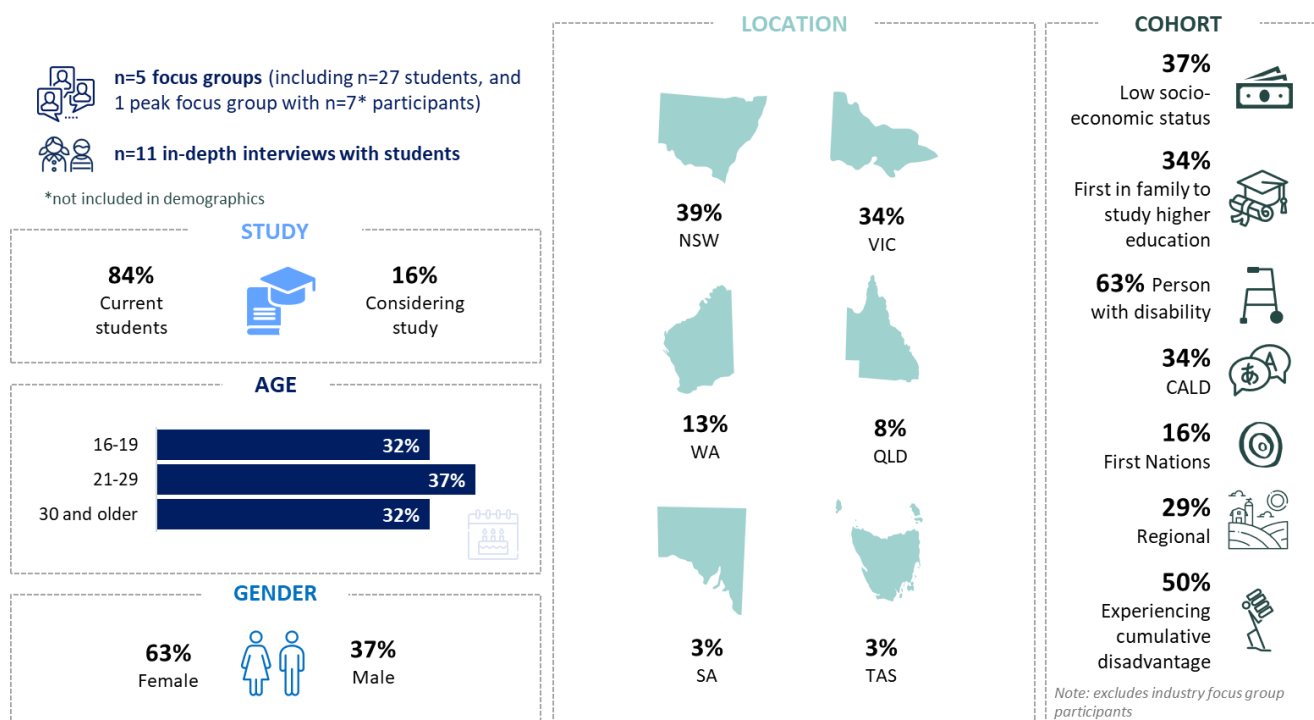 n=5 focus groups (including n=27 students, and
1 peak focus group with n=7* participants)
n=11 in-depth interviews with students
*not included in demographics
STUDY
84%
Current
students
16%
Considering
study
AGE
16-19
32%
21-29
37%
30 and older
32%
GENDER
63%
Female
37%
Male
LOCATION
39%
NSW
34%
VIC
13%
WA
8%
QLD
3%
SA
3%
TAS
COHORT
37%
Low socio-
economic status
34%
First in family to
study higher
education
63% Person
with disability
34%
CALD
あ A
16%
First Nations
29%
Regional
50%
Experiencing
cumulative
disadvantage
Note: excludes industry focus group
participants